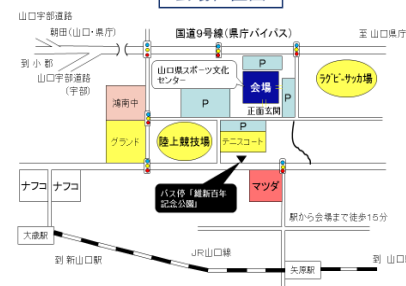 山口宇部道路
朝田(山口・県庁)
国道9号線(県庁バイパス)
至 山口県庁
到 小郡
山口宇部道路
(宇部)
山口県スポーツ文化
センター
P
会場
P
P
正面玄関
ラグビーサッカ場
鴻南中
グランド
陸上競技場
P
テニスコート
ナフコ
ナフコ
バス停「維新百年
記念公園」
マツダ
駅から会場まで徒歩15分
大歳駅
到 新山口駅
JR山口線
矢原駅
到 山口